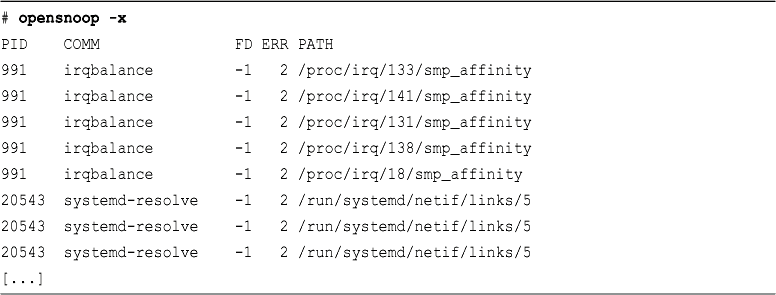 # opensnoop -x
PID    COMM               FD ERR PATH
991    irqbalance         -1   2 /proc/irq/133/smp_affinity
991    irqbalance         -1   2 /proc/irq/141/smp_affinity
991    irqbalance         -1   2 /proc/irq/131/smp_affinity
991    irqbalance         -1   2 /proc/irq/138/smp_affinity
991    irqbalance         -1   2 /proc/irq/18/smp_affinity
20543  systemd-resolve    -1   2 /run/systemd/netif/links/5
20543  systemd-resolve    -1   2 /run/systemd/netif/links/5
20543  systemd-resolve    -1   2 /run/systemd/netif/links/5
[...]